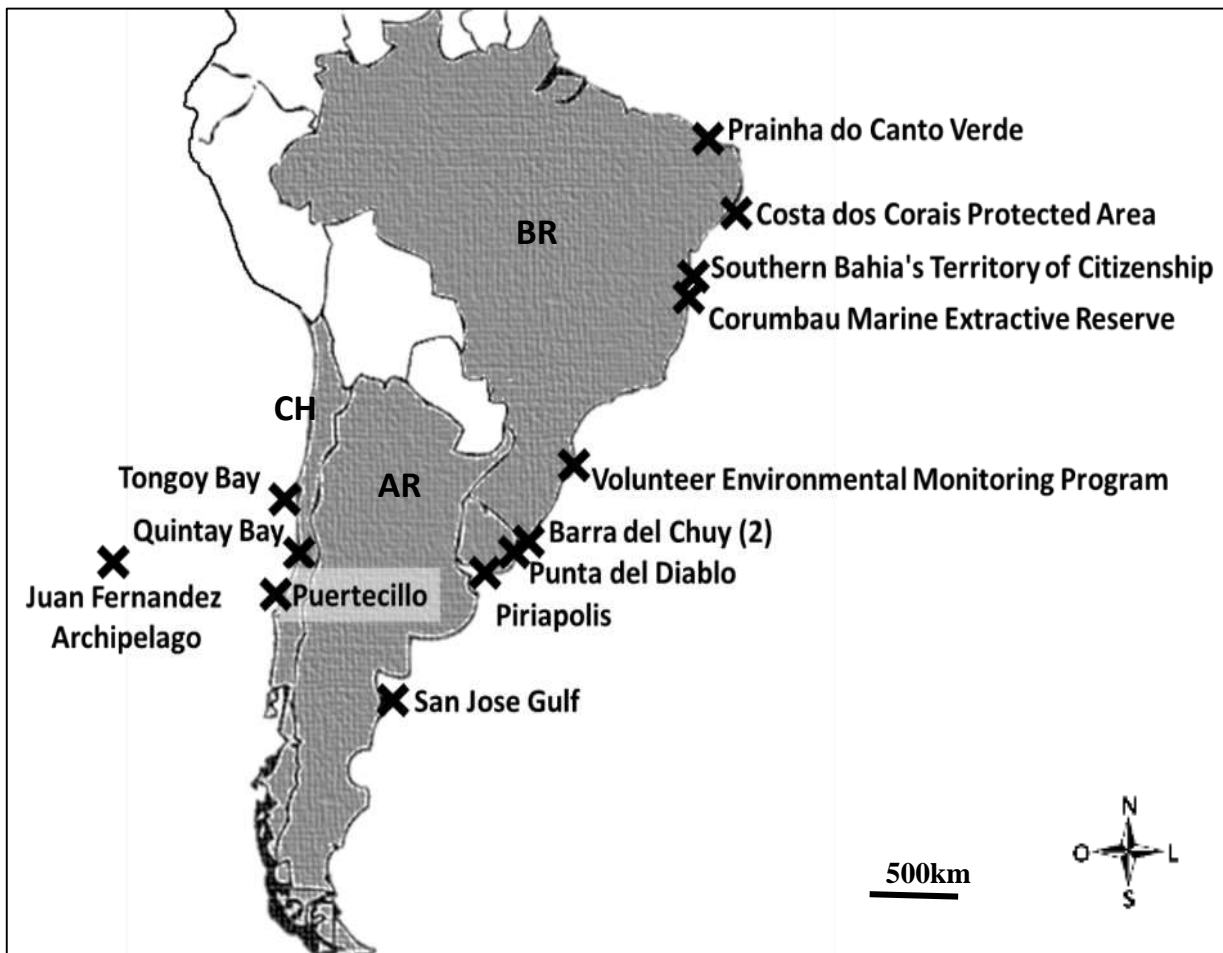 Prainha do Canto Verde
Costa dos Corais Protected Area
BR
Southern Bahia's Territory of Citizenship
Corumbau Marine Extractive Reserve
CH
Tongoy Bay
AR
Volunteer Environmental Monitoring Program
Quintay Bay
Barra del Chuy (2)
Punta del Diablo
Juan Fernandez
Archipelago
Puertecillo
Piriapolis
San Jose Gulf
500km
N
O
L
S